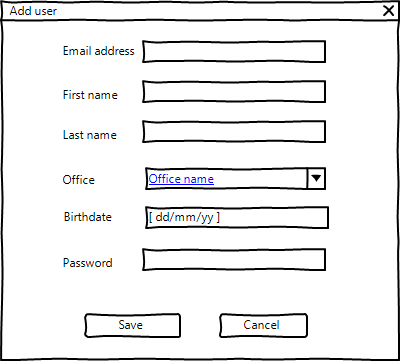 Add user
Email address
First name
Last name
Office Office name
Birthdate [ dd/mm/yy ]
Password
Save Cancel